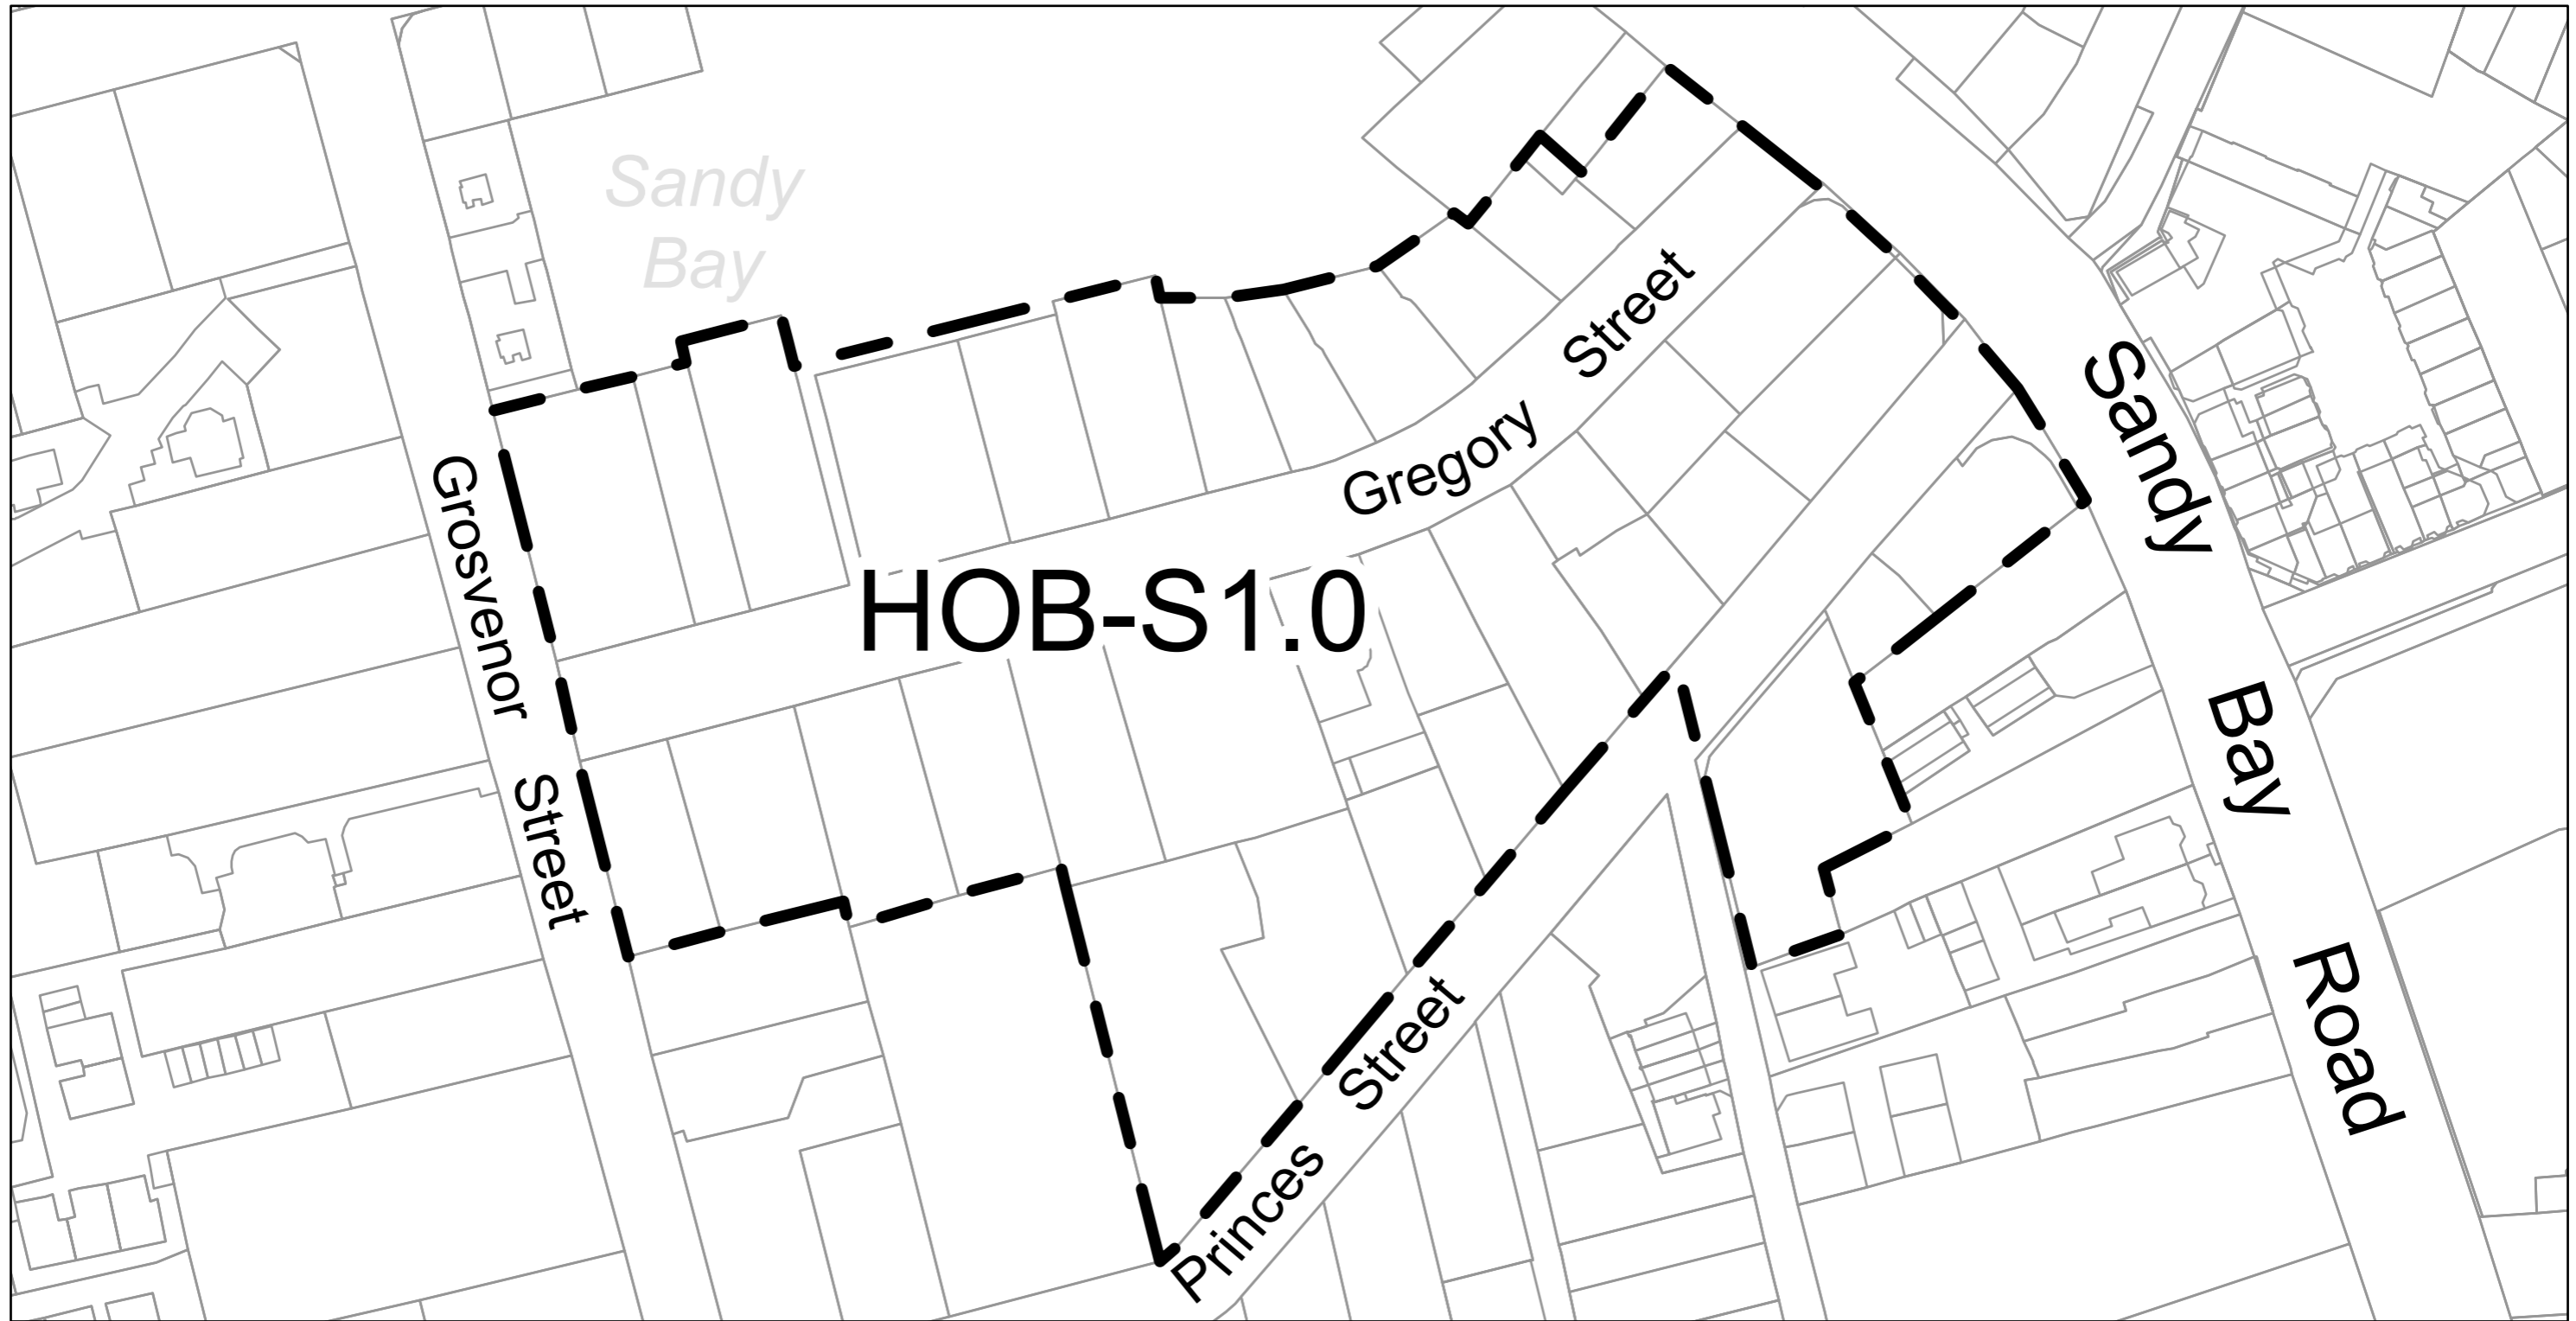 Sandy
Bay
Gregory Street
HOB-S1.0
Grosvenor Street
Sandy Bay Road
Princes Street